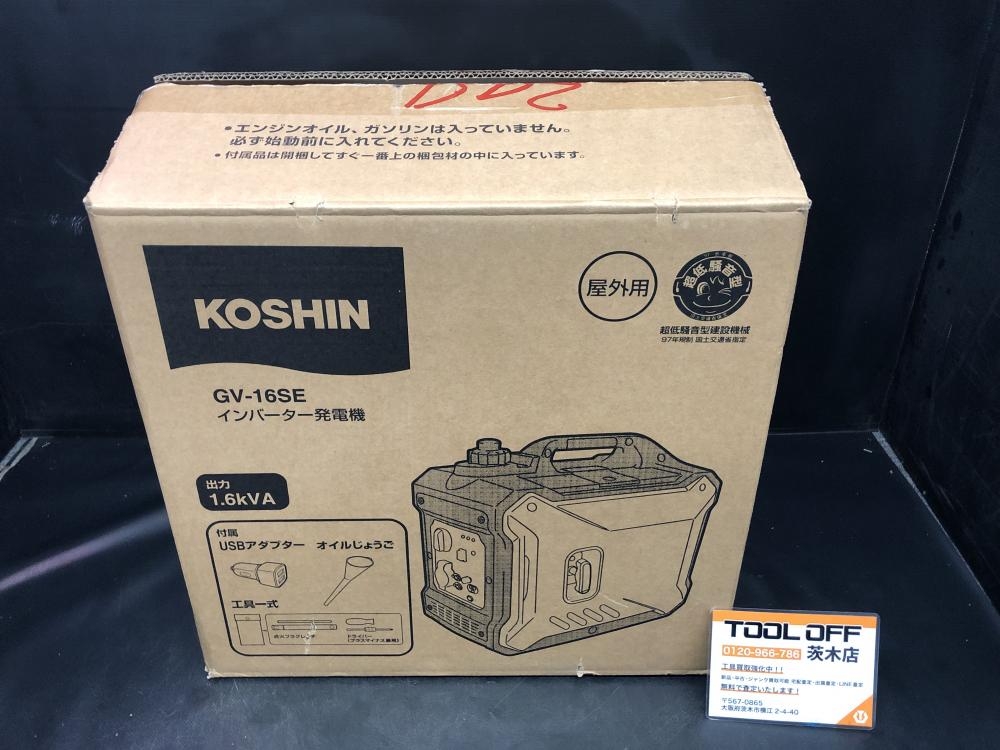 ・エンジンオイル、ガソリンは入っていません。
必ず始動前に入れてください。
・付属品は開梱してすぐ一番上の梱包材の中に入っています。
KOSHIN
屋外用
超低騒音型
超低騒音型建設機械
97年規制 国土交通省指定
GV-16SE
インバーター発電機
出力
1.6kVA
付属
USBアダプター オイルじょうご
工具一式
点火プラグレンチ
ドライバー
(プラスマイナス兼用)
TOOL OFF
0120-966-786 茨木店
工具買取強化中!!
新品・中古・ジャンク買取可能 宅配査定・出張査定・LINE査定
無料で査定いたします!
〒567-0865
大阪府茨木市横江2-4-40